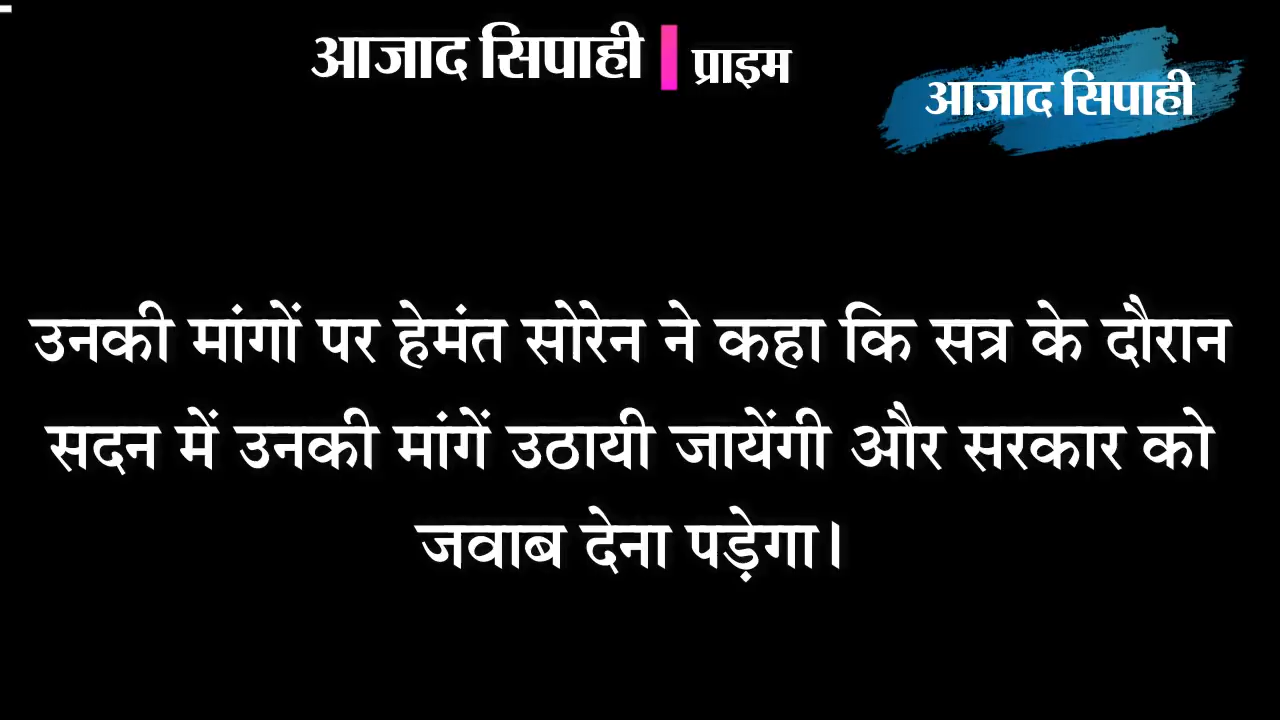 आजाद सिपाही | प्राइम
आजाद सिपाही
उनकी मांगों पर हेमंत सोरेन ने कहा कि सत्र के दौरान
सदन में उनकी मांगें उठायी जायेंगी और सरकार को
जवाब देना पड़ेगा।